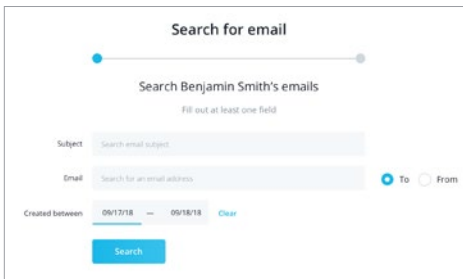 Search for email
Search Benjamin Smith's emails
Fill out at least one field
Subject Search email subject
Email Search for an email address To From
Created between 09/17/18 — 09/18/18 Clear
Search